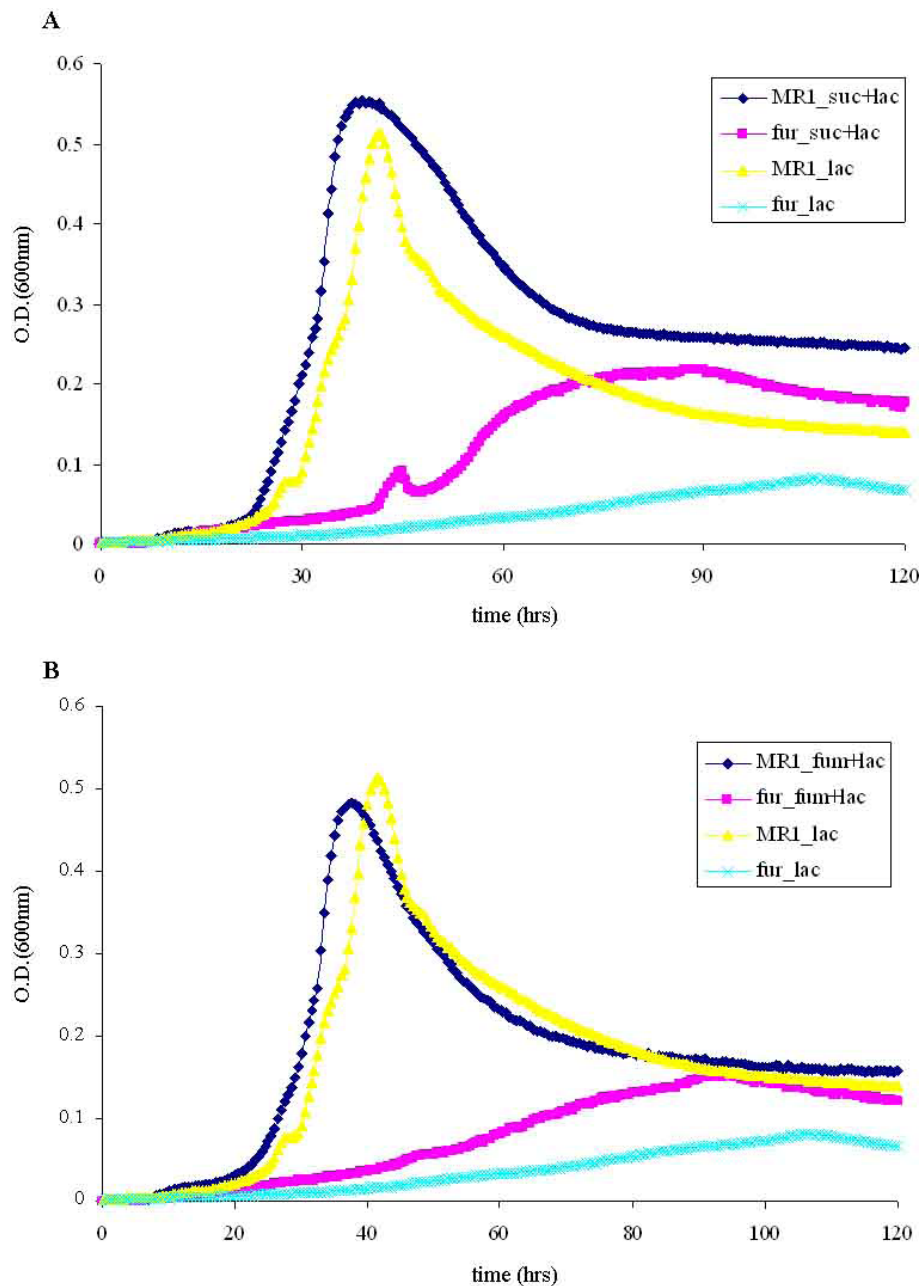 A
0.6
0.5
0.4
0.3
0.2
0.1
0
O.D.(600nm)
0 30 60 90 120
time (hrs)
MR1_suc+lac
fur_suc+lac
MR1_lac
fur_lac
B
0.6
0.5
0.4
0.3
0.2
0.1
0
O.D.(600nm)
0 20 40 60 80 100 120
time (hrs)
MR1_fum+lac
fur_fum+lac
MR1_lac
fur_lac